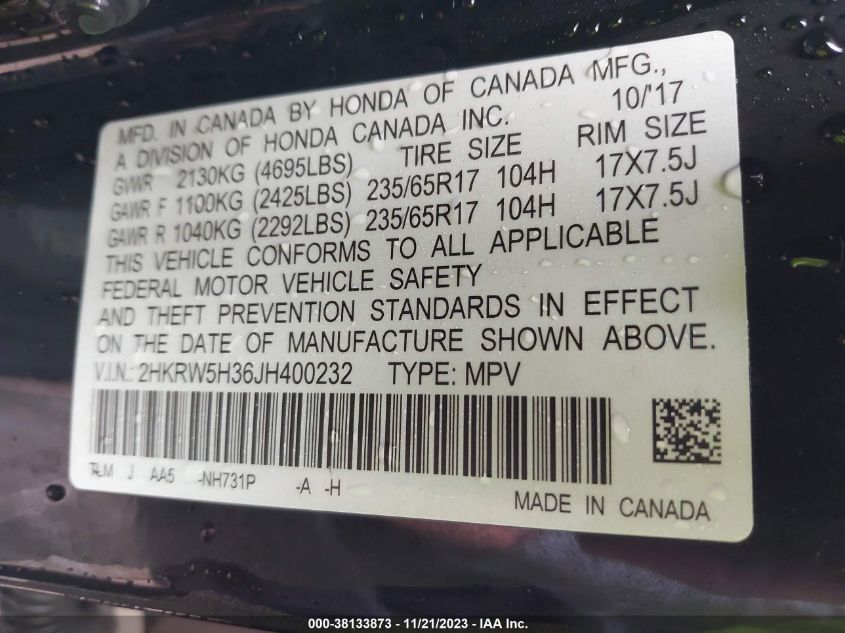 MFD. IN CANADA BY HONDA OF CANADA MFG.,
A DIVISION OF HONDA CANADA INC. 10/'17
GVWR 2130KG (4695LBS) TIRE SIZE RIM SIZE
GAWR F 1100KG (2425LBS) 235/65R17 104H 17X7.5J
GAWR R 1040KG (2292LBS) 235/65R17 104H 17X7.5J
THIS VEHICLE CONFORMS TO ALL APPLICABLE
FEDERAL MOTOR VEHICLE SAFETY
AND THEFT PREVENTION STANDARDS IN EFFECT
ON THE DATE OF MANUFACTURE SHOWN ABOVE.
V.I.N.: 2HKRW5H36JH400232 TYPE: MPV
J AA5 -NH731P -A -H
MADE IN CANADA
000-38133873 - 11/21/2023 - IAA Inc.